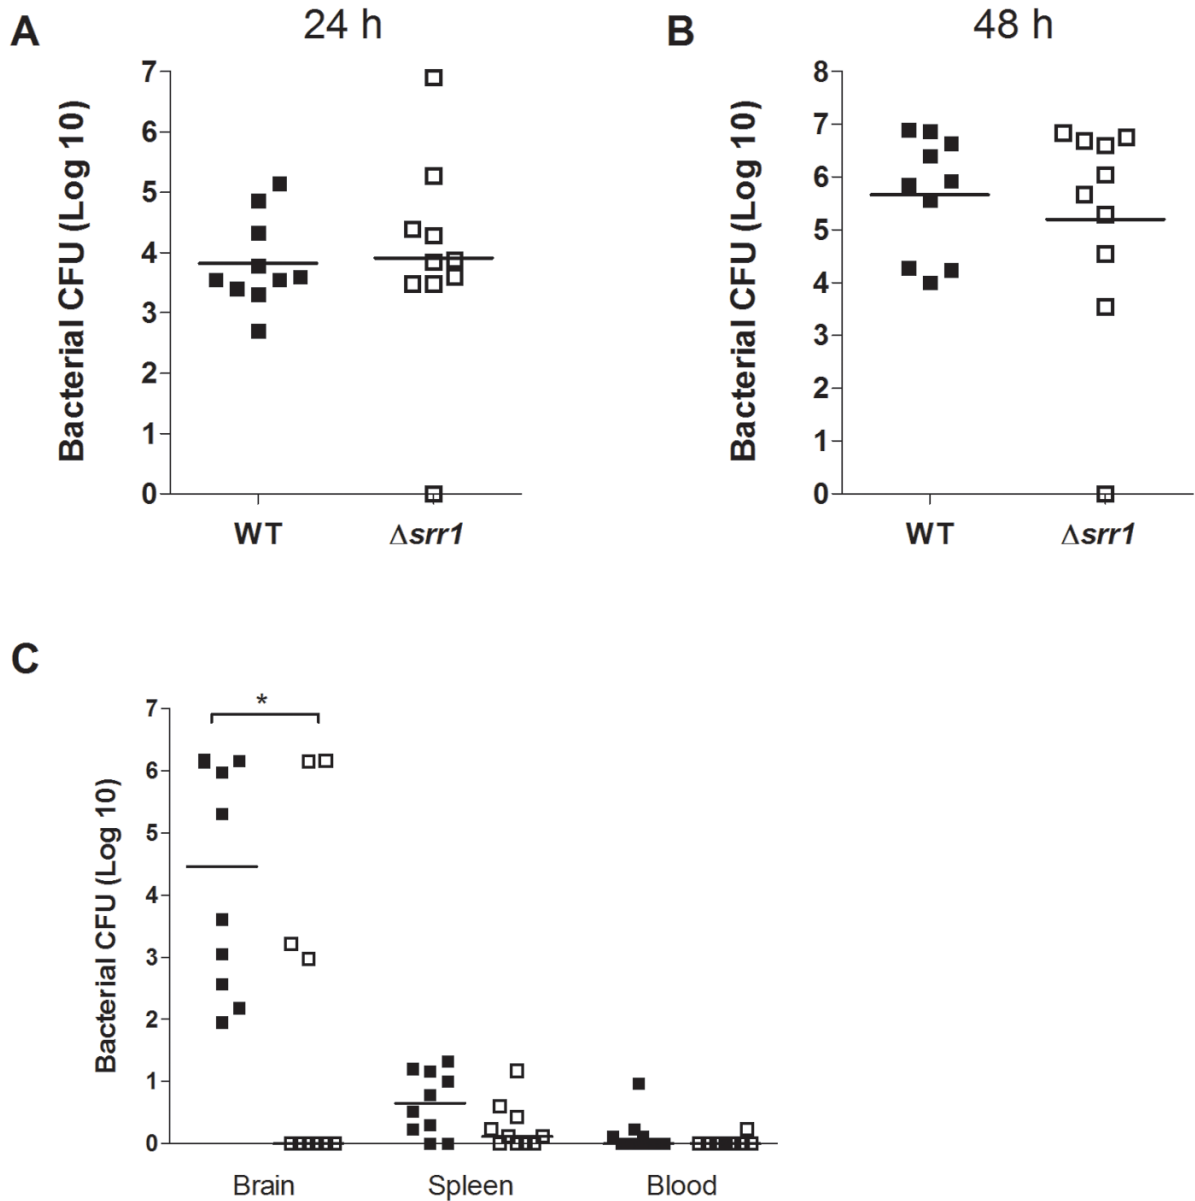 A
24 h
Bacterial CFU (Log 10)
7
6
5
4
3
2
1
0
WT
Δsrr1
B
48 h
Bacterial CFU (Log 10)
8
7
6
5
4
3
2
1
0
WT
Δsrr1
C
*
Bacterial CFU (Log 10)
7
6
5
4
3
2
1
0
Brain
Spleen
Blood